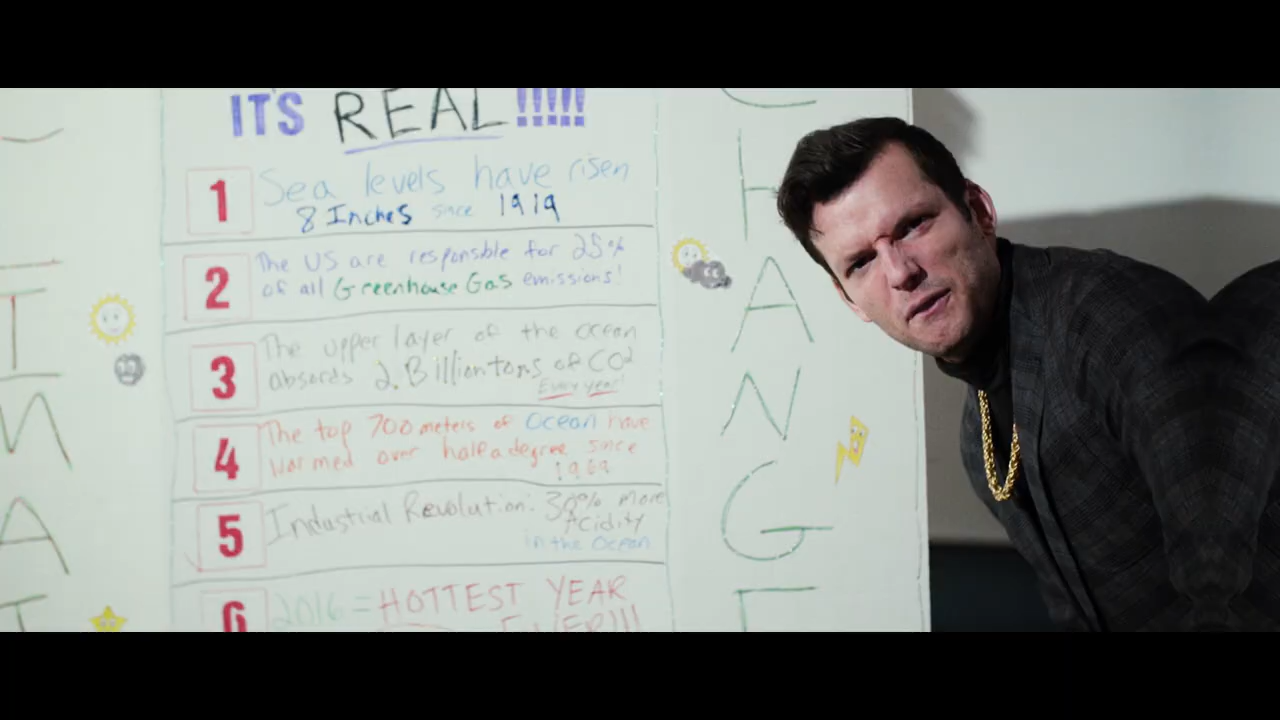 IT'S REAL!!!!!
1
Sea levels have risen
8 Inches since 1919
2
The US are responsible for 25%
of all Greenhouse Gas emissions!
3
The upper layer of the ocean
absorbs 2. Billion tons of CO2
Every year!
4
The top 700 meters of Ocean have
warmed over half a degree since
1969
5
Industrial Revolution: 30% more
Acidity
in the Ocean
6
2016 = HOTTEST YEAR
EVER!!!
I
M
A
T
C
H
A
N
G
E